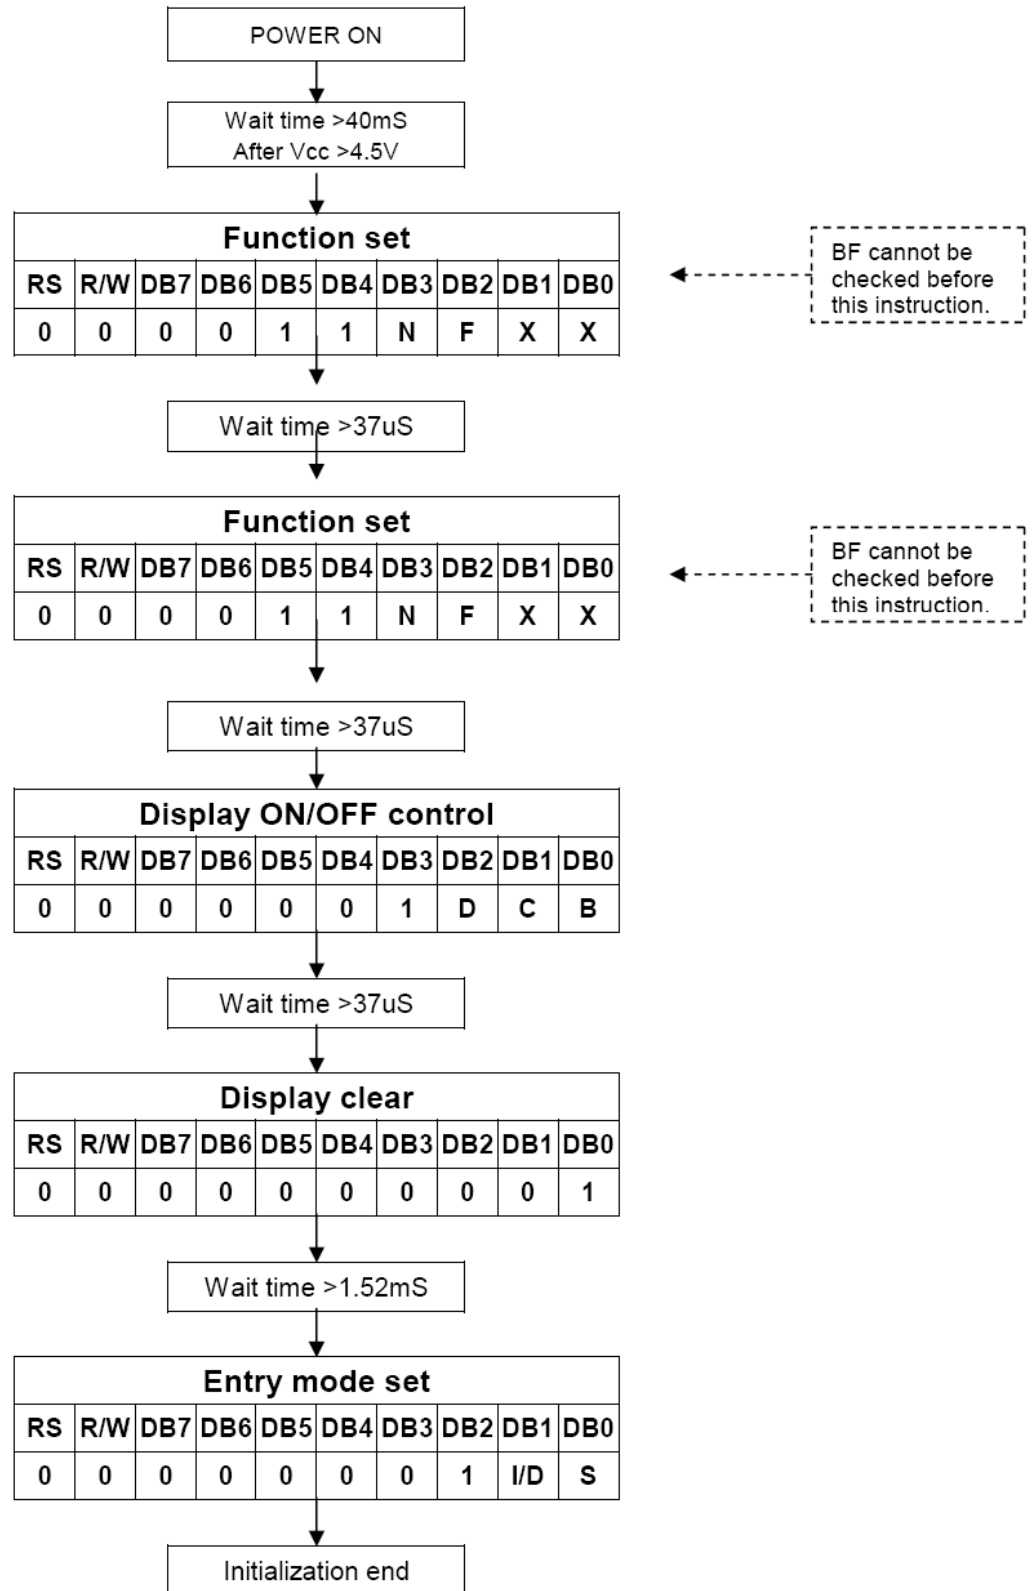 POWER ON
Wait time >40mS
After Vcc >4.5V
Function set
RS R/W DB7 DB6 DB5 DB4 DB3 DB2 DB1 DB0
0 0 0 0 1 1 N F X X
BF cannot be
checked before
this instruction.
Wait time >37uS
Function set
RS R/W DB7 DB6 DB5 DB4 DB3 DB2 DB1 DB0
0 0 0 0 1 1 N F X X
BF cannot be
checked before
this instruction.
Wait time >37uS
Display ON/OFF control
RS R/W DB7 DB6 DB5 DB4 DB3 DB2 DB1 DB0
0 0 0 0 0 0 1 D C B
Wait time >37uS
Display clear
RS R/W DB7 DB6 DB5 DB4 DB3 DB2 DB1 DB0
0 0 0 0 0 0 0 0 0 1
Wait time >1.52mS
Entry mode set
RS R/W DB7 DB6 DB5 DB4 DB3 DB2 DB1 DB0
0 0 0 0 0 0 0 1 I/D S
Initialization end